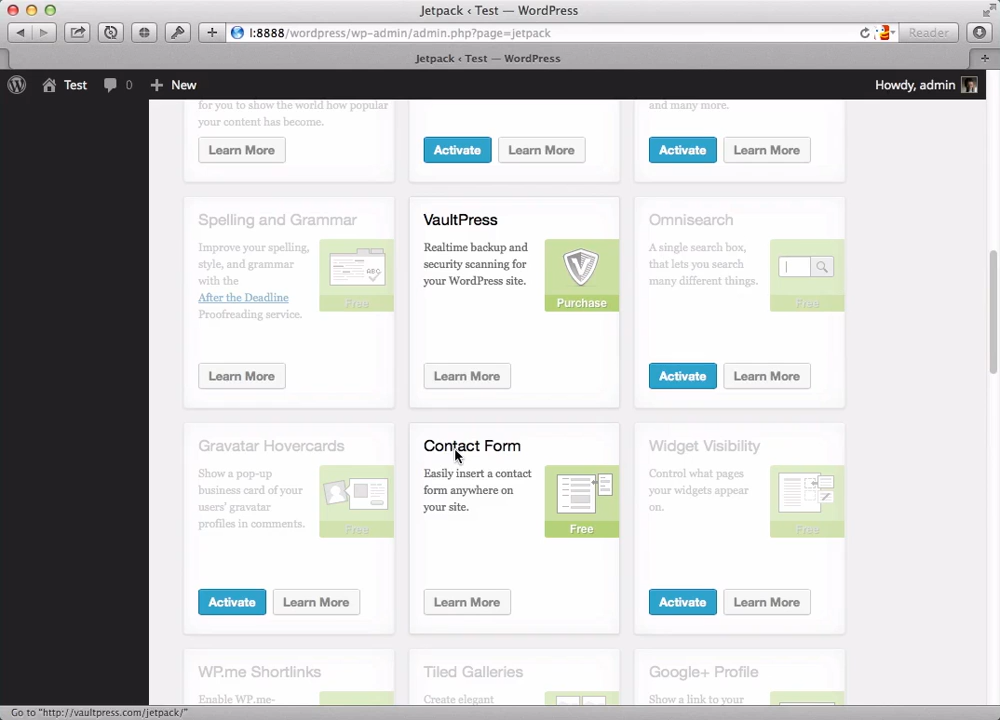 Jetpack ‹ Test — WordPress
l:8888/wordpress/wp-admin/admin.php?page=jetpack
Reader
Jetpack ‹ Test — WordPress
Test
0
New
Howdy, admin
for you to show the world how popular
your content has become.
Learn More
Activate
Learn More
and many more.
Activate
Learn More
Spelling and Grammar
Improve your spelling,
style, and grammar
with the
After the Deadline
Proofreading service.
ABC
Free
Learn More
VaultPress
Realtime backup and
security scanning for
your WordPress site.
Purchase
Learn More
Omnisearch
A single search box,
that lets you search
many different things.
Free
Activate
Learn More
Gravatar Hovercards
Show a pop-up
business card of your
users' gravatar
profiles in comments.
Free
Activate
Learn More
Contact Form
Easily insert a contact
form anywhere on
your site.
Free
Learn More
Widget Visibility
Control what pages
your widgets appear
on.
Free
Activate
Learn More
WP.me Shortlinks
Enable WP.me-
Tiled Galleries
Create elegant
Google+ Profile
Show a link to your
Go to "http://vaultpress.com/jetpack/"